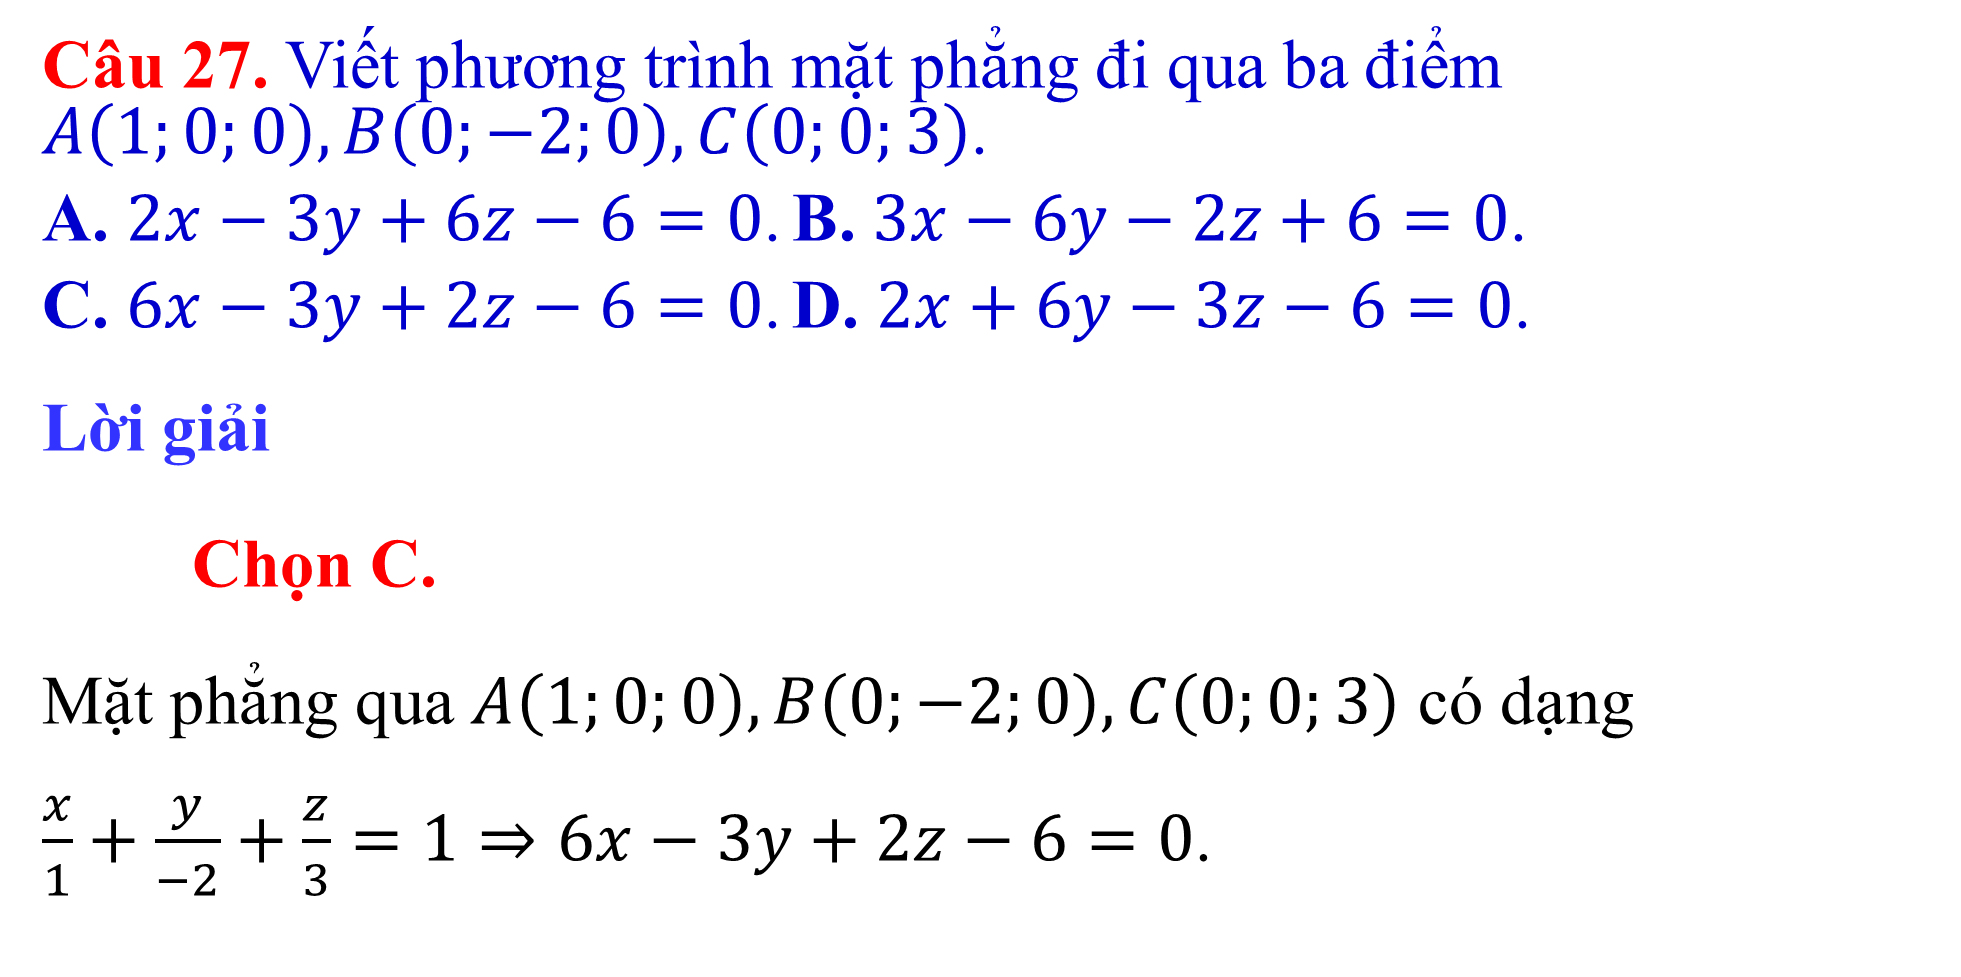 Câu 27. Viết phương trình mặt phẳng đi qua ba điểm
A(1; 0; 0), B(0; −2; 0), C(0; 0; 3).
A. 2x − 3y + 6z − 6 = 0. B. 3x − 6y − 2z + 6 = 0.
C. 6x − 3y + 2z − 6 = 0. D. 2x + 6y − 3z − 6 = 0.
Lời giải
Chọn C.
Mặt phẳng qua A(1; 0; 0), B(0; −2; 0), C(0; 0; 3) có dạng
x/1 + y/−2 + z/3 = 1 ⇒ 6x − 3y + 2z − 6 = 0.